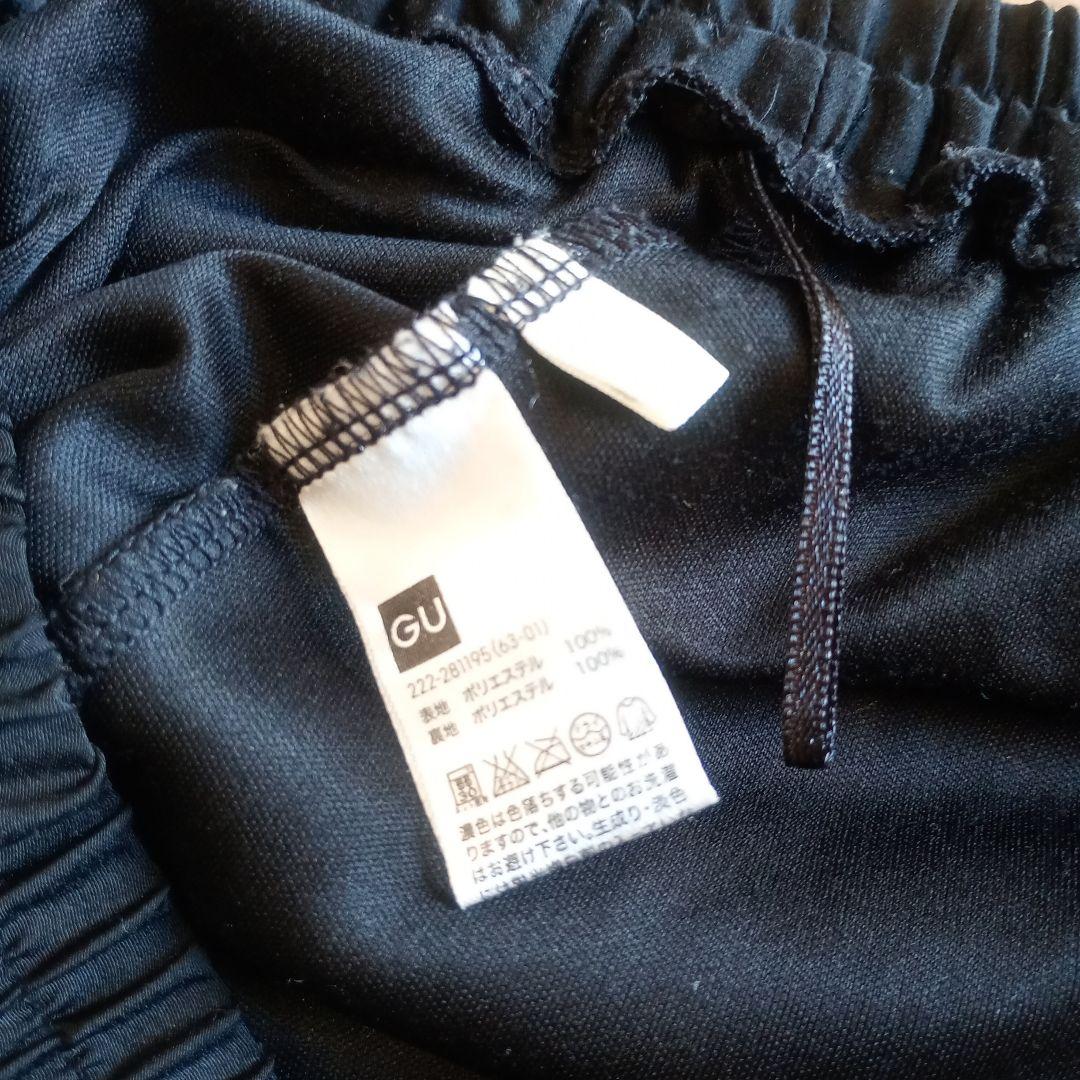 GU
222-281195(63-01)
表地 ポリエステル 100%
裏地 ポリエステル 100%
濃色は色落ちする可能性があ
りますので、他の物とのお洗濯
はお避け下さい。生成り・淡色